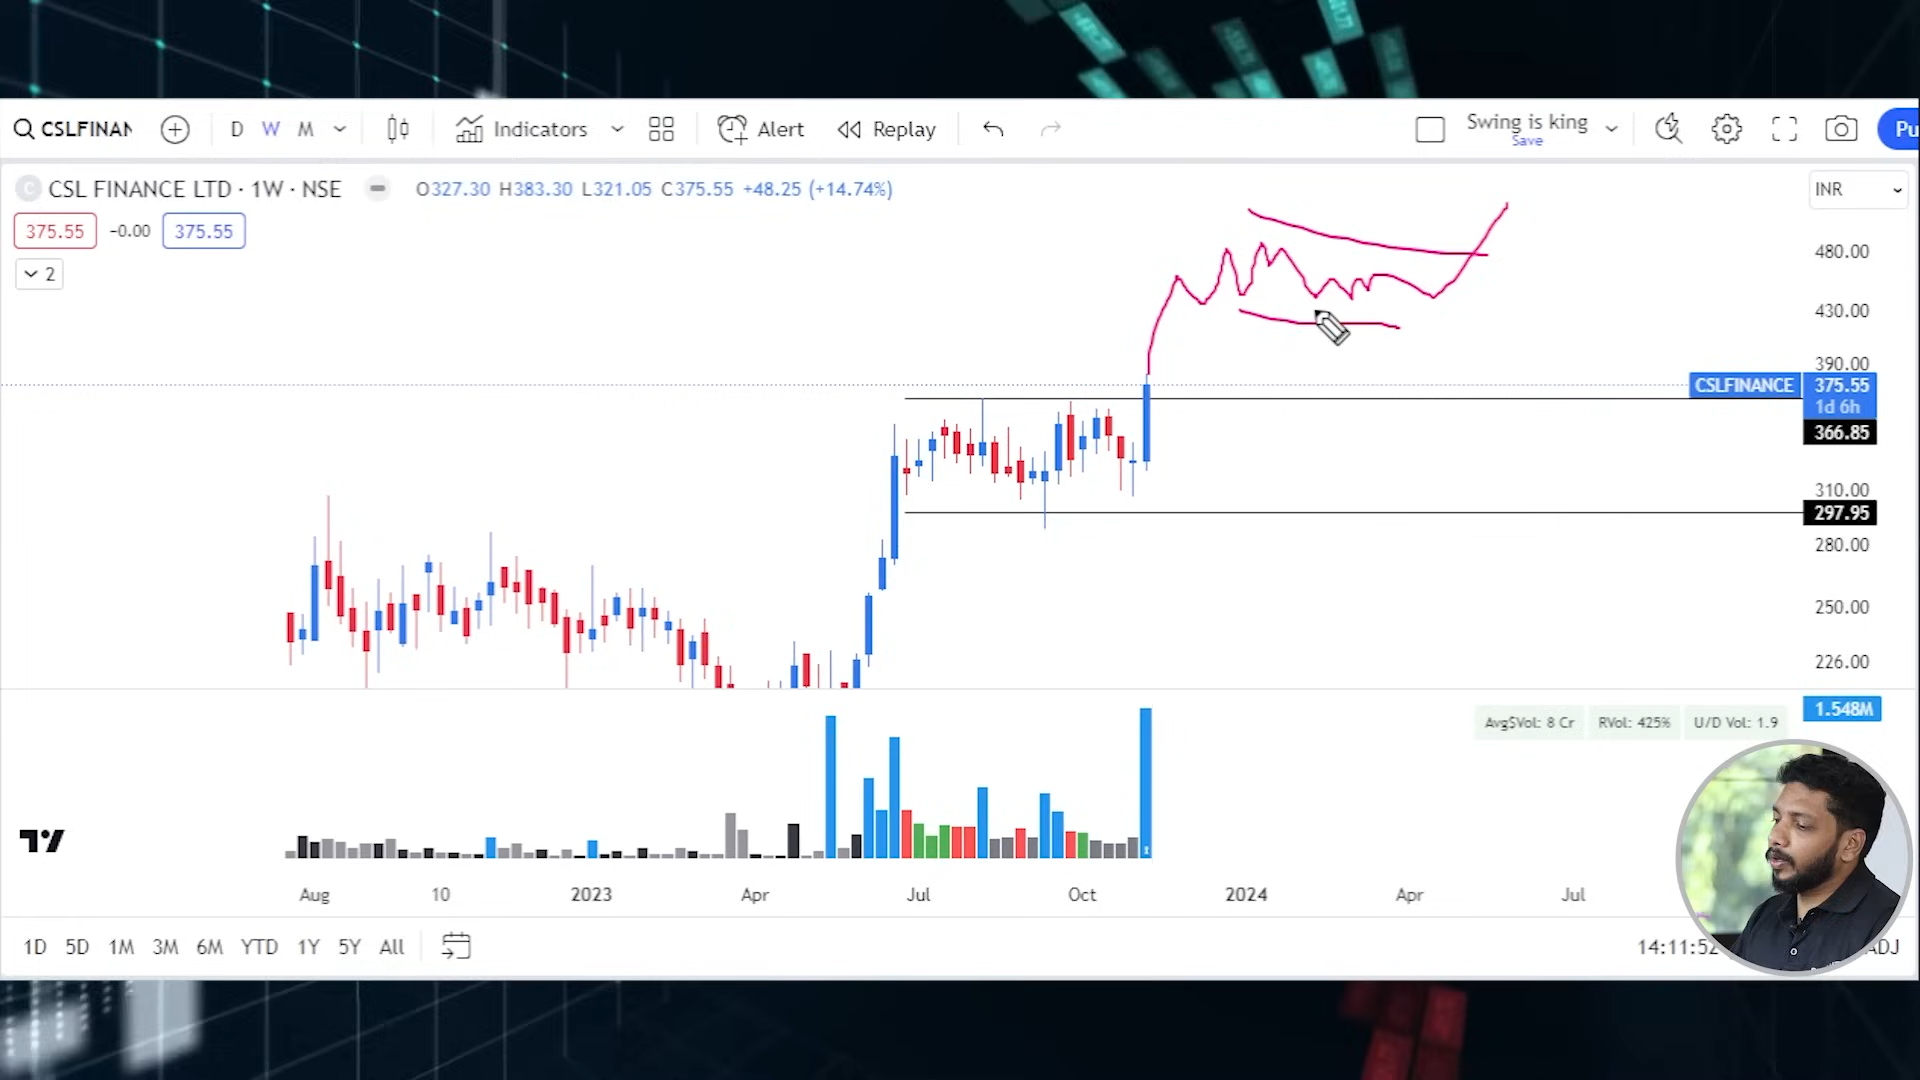 CSLFINAN
D W M
Indicators
Alert
Replay
Swing is king
Save
Pu
CSL FINANCE LTD · 1W · NSE
O327.30 H383.30 L321.05 C375.55 +48.25 (+14.74%)
INR
375.55 −0.00 375.55
2
480.00
430.00
390.00
CSLFINANCE 375.55
1d 6h
366.85
310.00
297.95
280.00
250.00
226.00
Avg$Vol: 8 Cr RVol: 425% U/D Vol: 1.9
1.548M
Aug 10 2023 Apr Jul Oct 2024 Apr Jul
1D 5D 1M 3M 6M YTD 1Y 5Y All
14:11:52
ADJ